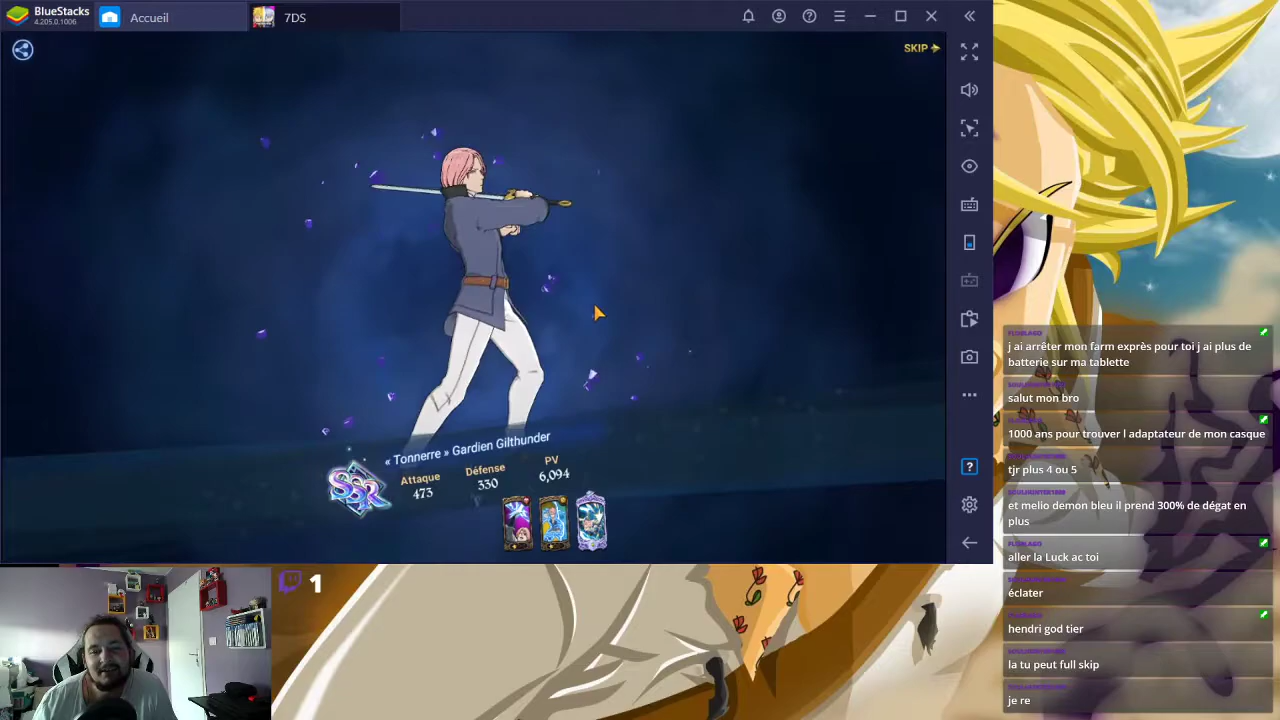 BlueStacks
4.205.0.1006
Accueil
7DS
SKIP
« Tonnerre » Gardien Gilthunder
SSR
Attaque
473
Défense
330
PV
6,094
1
j ai arrêter mon farm exprès pour toi j ai plus de
batterie sur ma tablette
salut mon bro
1000 ans pour trouver l adaptateur de mon casque
tjr plus 4 ou 5
et melio demon bleu il prend 300% de dégat en
plus
aller la Luck ac toi
éclater
hendri god tier
la tu peut full skip
je re